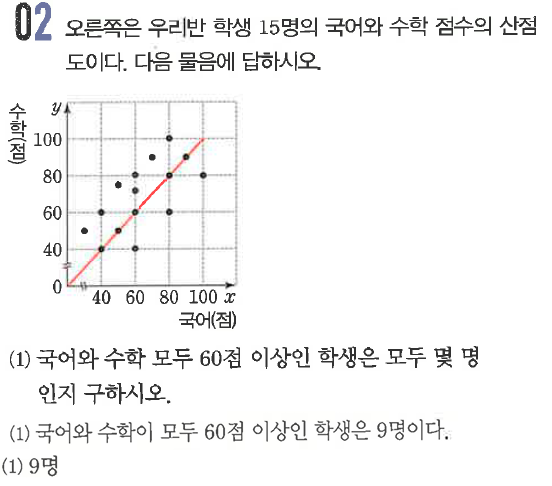 02 오른쪽은 우리반 학생 15명의 국어와 수학 점수의 산점
도이다. 다음 물음에 답하시오.
수학(점)
y
100
80
60
40
0
40 60 80 100 x
국어(점)
(1) 국어와 수학 모두 60점 이상인 학생은 모두 몇 명
인지 구하시오.
(1) 국어와 수학이 모두 60점 이상인 학생은 9명이다.
(1) 9명